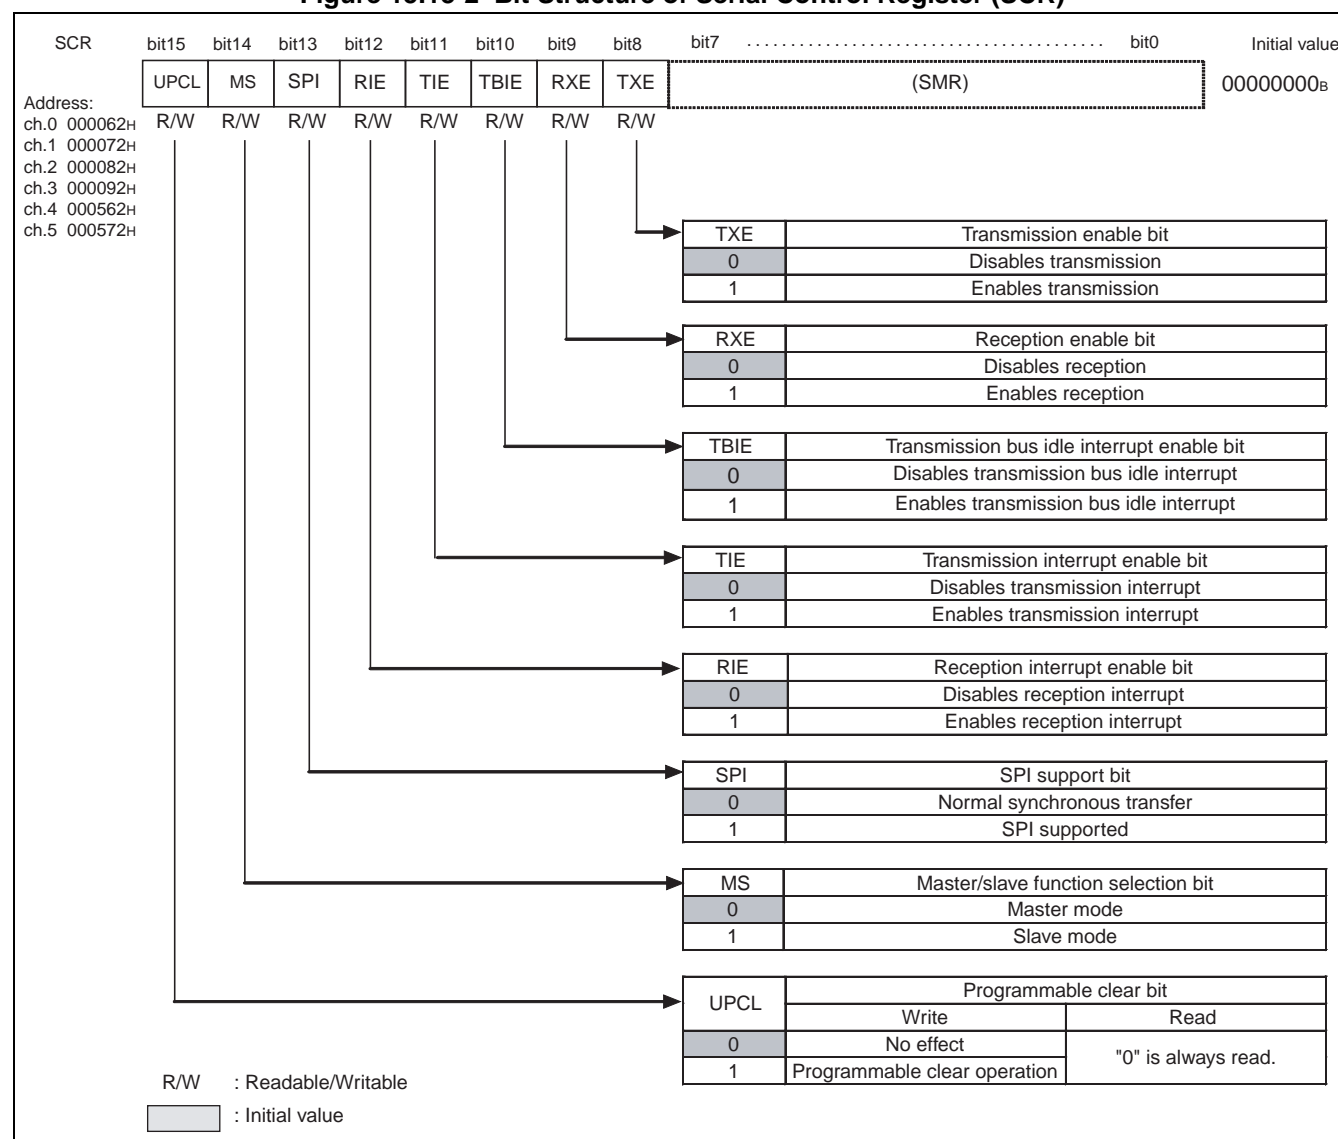 Figure 18.18-2 Bit Structure of Serial Control Register (SCR)
SCR bit15 bit14 bit13 bit12 bit11 bit10 bit9 bit8 bit7 ........................................ bit0 Initial value
UPCL MS SPI RIE TIE TBIE RXE TXE (SMR) 00000000B
Address:
ch.0 000062H R/W R/W R/W R/W R/W R/W R/W R/W
ch.1 000072H
ch.2 000082H
ch.3 000092H
ch.4 000562H
ch.5 000572H
TXE Transmission enable bit
0 Disables transmission
1 Enables transmission
RXE Reception enable bit
0 Disables reception
1 Enables reception
TBIE Transmission bus idle interrupt enable bit
0 Disables transmission bus idle interrupt
1 Enables transmission bus idle interrupt
TIE Transmission interrupt enable bit
0 Disables transmission interrupt
1 Enables transmission interrupt
RIE Reception interrupt enable bit
0 Disables reception interrupt
1 Enables reception interrupt
SPI SPI support bit
0 Normal synchronous transfer
1 SPI supported
MS Master/slave function selection bit
0 Master mode
1 Slave mode
UPCL Programmable clear bit
Write Read
0 No effect "0" is always read.
1 Programmable clear operation
R/W : Readable/Writable
: Initial value